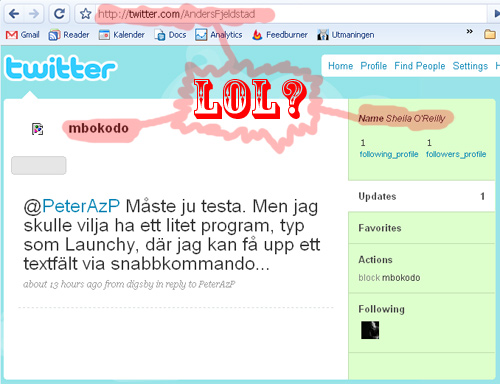 http://twitter.com/AndersFjeldstad
Gmail Reader Kalender Docs Analytics Feedburner Utmaningen » Ö
twitter
Home Profile Find People Settings
LOL?
mbokodo
@PeterAzP Måste ju testa. Men jag
skulle vilja ha ett litet program, typ
som Launchy, där jag kan få upp ett
textfält via snabbkommando...
about 13 hours ago from digsby in reply to PeterAzP
Name Sheila O'Reilly
1 1
following_profile followers_profile
Updates 1
Favorites
Actions
block mbokodo
Following